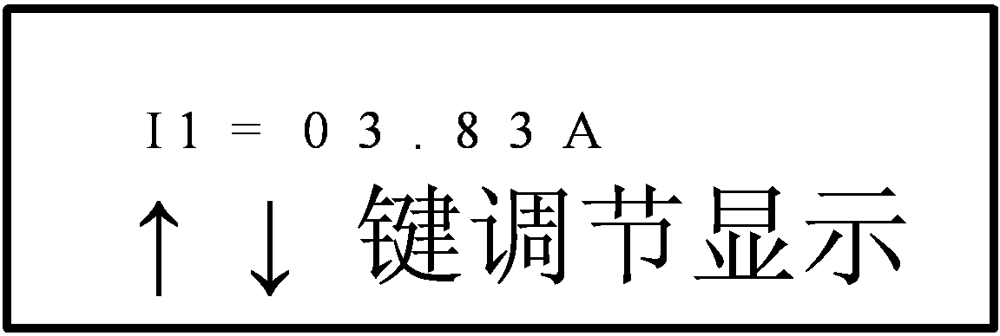 I1 = 03.83A
↑ ↓ 键调节显示